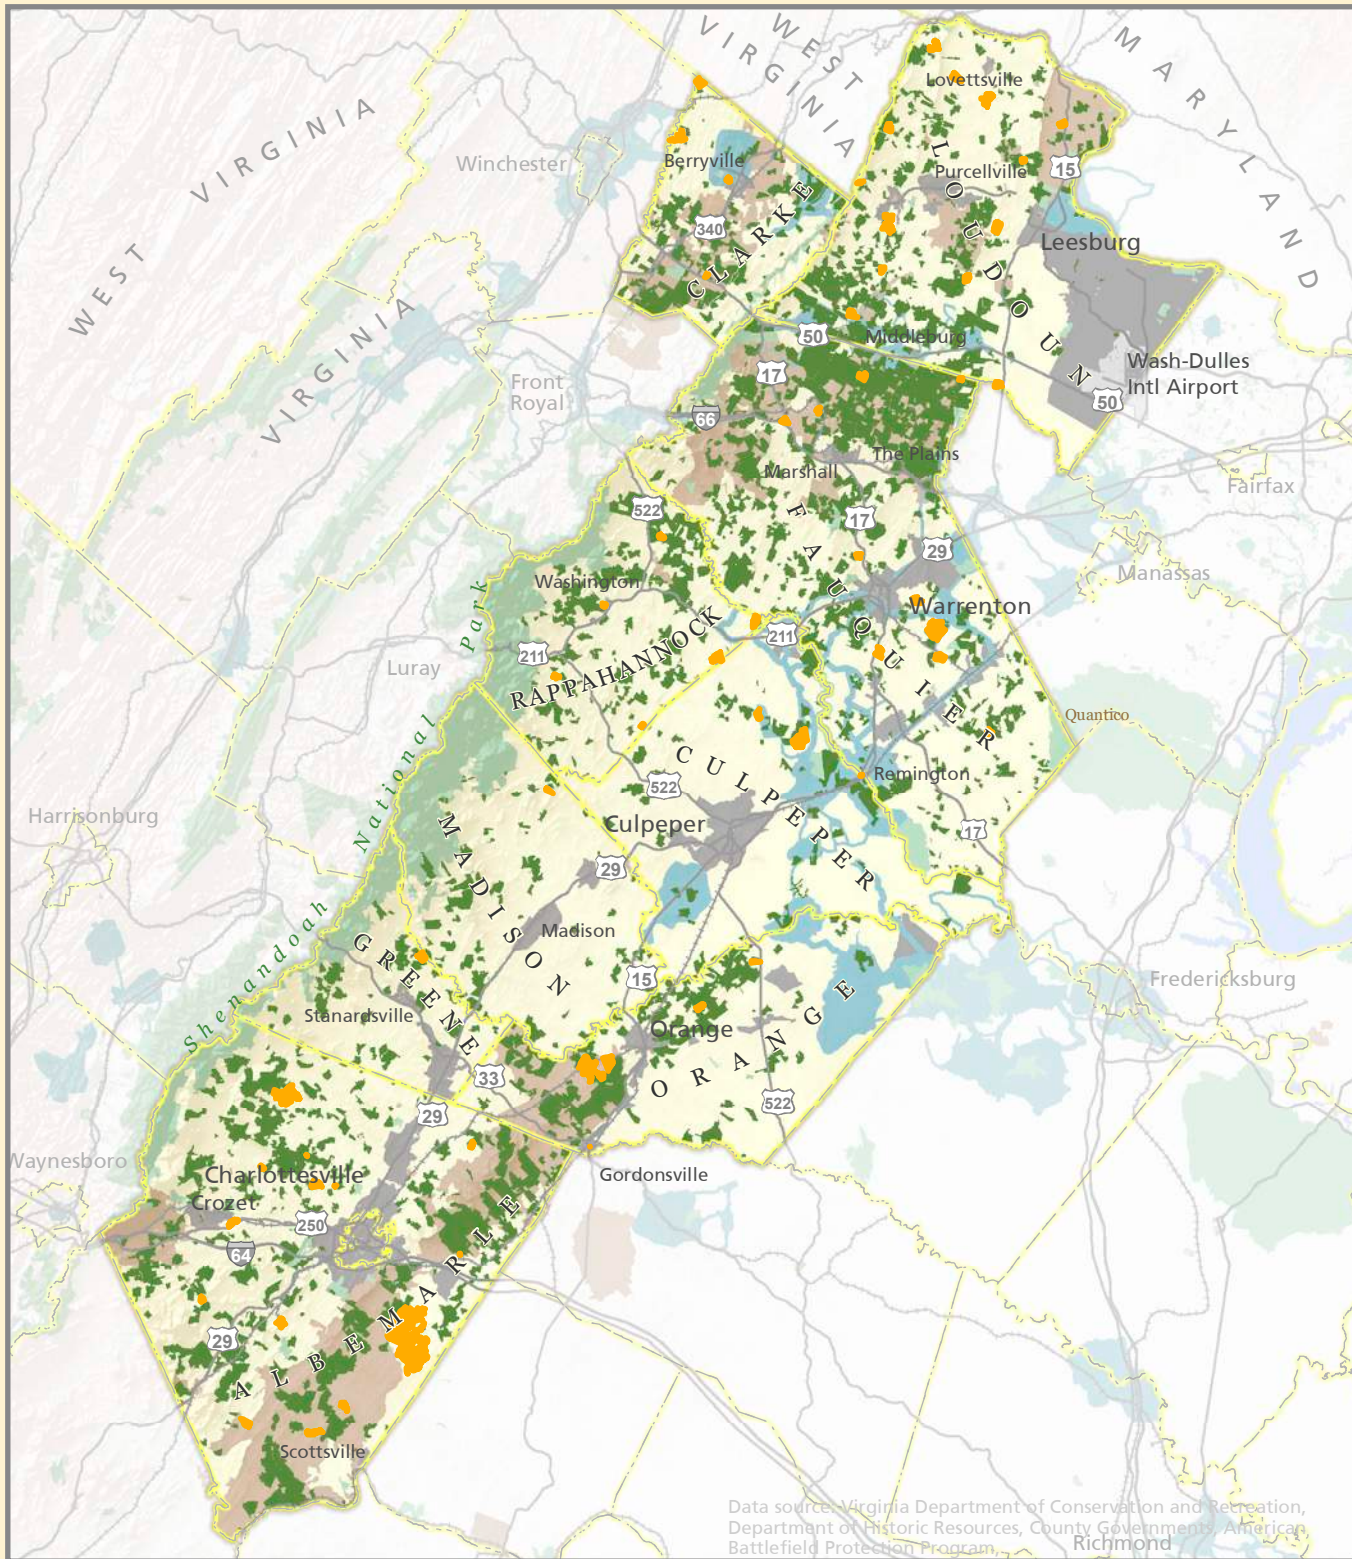 WEST
VIRGINIA
MARYLAND
WEST
VIRGINIA
VIRGINIA
Lovettsville
Winchester
Berryville
Purcellville
15
LOUDOUN
340
CLARKE
Leesburg
50
Middleburg
Wash-Dulles
Intl Airport
17
50
Front
Royal
66
The Plains
Marshall
Fairfax
522
FAUQUIER
17
29
Washington
Manassas
Warrenton
Park
RAPPAHANNOCK
211
211
Luray
Quantico
National
CULPEPER
Remington
522
Harrisonburg
Culpeper
17
MADISON
29
Shenandoah
Madison
GREENE
15
Fredericksburg
Stanardsville
Orange
ORANGE
33
29
522
Waynesboro
Charlottesville
Gordonsville
Crozet
250
64
ALBEMARLE
29
Scottsville
Data source: Virginia Department of Conservation and Recreation,
Department of Historic Resources, County Governments, American
Battlefield Protection Program,
Richmond